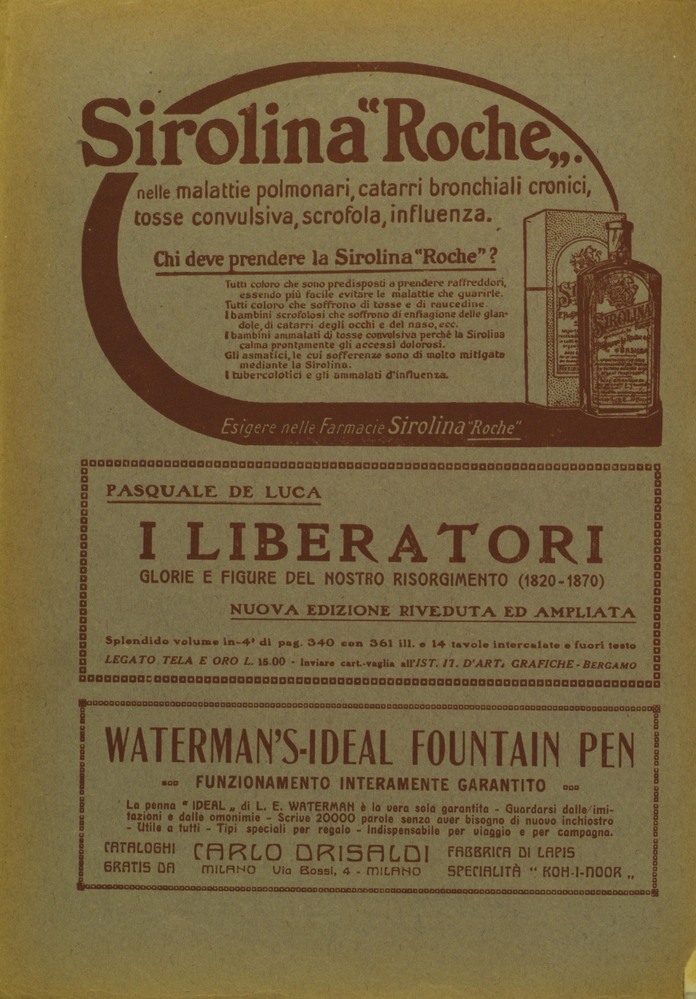 Sirolina “Roche„.
nelle malattie polmonari, catarri bronchiali cronici,
tosse convulsiva, scrofola, influenza.
Chi deve prendere la Sirolina "Roche"?
Tutti coloro che sono predisposti a prendere raffreddori,
essendo più facile evitare le malattie che guarirle.
Tutti coloro che soffrono di tosse e di raucedine.
I bambini scrofolosi che soffrono di enfiagione delle glan-
dole, di catarri degli occhi e del naso, ecc.
I bambini ammalati di tosse convulsiva perchè la Sirolina
calma prontamente gli accessi dolorosi.
Gli asmatici, le cui sofferenze sono di molto mitigate
mediante la Sirolina.
I tubercolotici e gli ammalati d'influenza.
SIROLINA
Esigere nelle Farmacie Sirolina "Roche"
PASQUALE DE LUCA
I LIBERATORI
GLORIE E FIGURE DEL NOSTRO RISORGIMENTO (1820-1870)
NUOVA EDIZIONE RIVEDUTA ED AMPLIATA
Splendido volume in-4° di pag. 340 con 361 ill. e 14 tavole intercalate e fuori testo
LEGATO TELA E ORO L. 15.00 - Inviare cart.-vaglia all'IST. IT. D'ARTI GRAFICHE - BERGAMO
WATERMAN'S-IDEAL FOUNTAIN PEN
FUNZIONAMENTO INTERAMENTE GARANTITO
La penna “ IDEAL „ di L. E. WATERMAN è la vera sola garantita - Guardarsi dalle imi-
tazioni e dalle omonimie - Scrive 20000 parole senza aver bisogno di nuovo inchiostro
- Utile a tutti - Tipi speciali per regalo - Indispensabile per viaggio e per campagna.
CATALOGHI
GRATIS DA
CARLO DRISALDI
MILANO Via Bossi, 4 - MILANO
FABBRICA DI LAPIS
SPECIALITÀ “ KOH-I-NOOR „